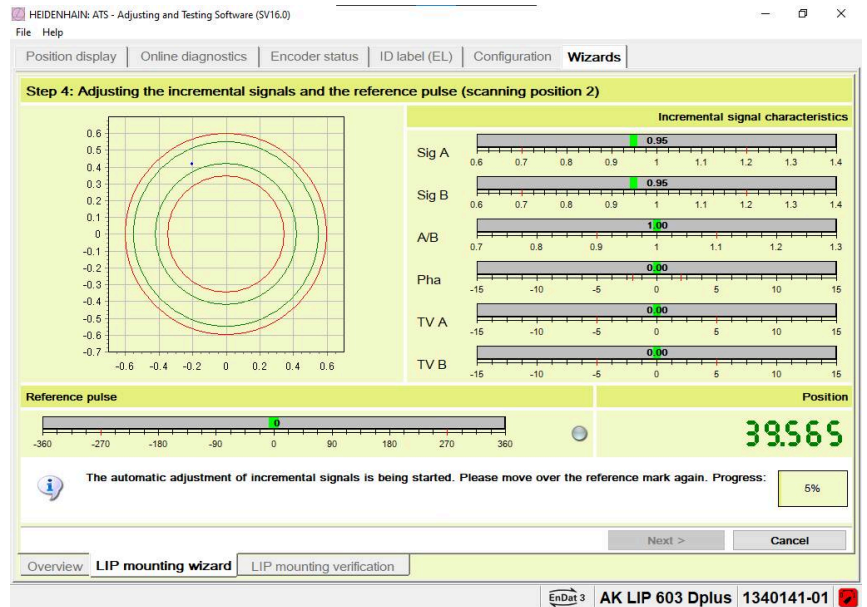 HEIDENHAIN: ATS - Adjusting and Testing Software (SV16.0)
File Help
Position display Online diagnostics Encoder status ID label (EL) Configuration Wizards
Step 4: Adjusting the incremental signals and the reference pulse (scanning position 2)
Incremental signal characteristics
0.6
0.5
0.4
0.3
0.2
0.1
0
-0.1
-0.2
-0.3
-0.4
-0.5
-0.6
-0.7
-0.6 -0.4 -0.2 0 0.2 0.4 0.6
0.95
Sig A
0.6 0.7 0.8 0.9 1 1.1 1.2 1.3 1.4
0.95
Sig B
0.6 0.7 0.8 0.9 1 1.1 1.2 1.3 1.4
1.00
A/B
0.7 0.8 0.9 1 1.1 1.2 1.3
0.00
Pha
-15 -10 -5 0 5 10 15
0.00
TV A
-15 -10 -5 0 5 10 15
0.00
TV B
-15 -10 -5 0 5 10 15
Reference pulse
Position
0
-360 -270 -180 -90 0 90 180 270 360
39.565
The automatic adjustment of incremental signals is being started. Please move over the reference mark again. Progress:
5%
Next > Cancel
Overview LIP mounting wizard LIP mounting verification
EnDat 3 AK LIP 603 Dplus 1340141-01